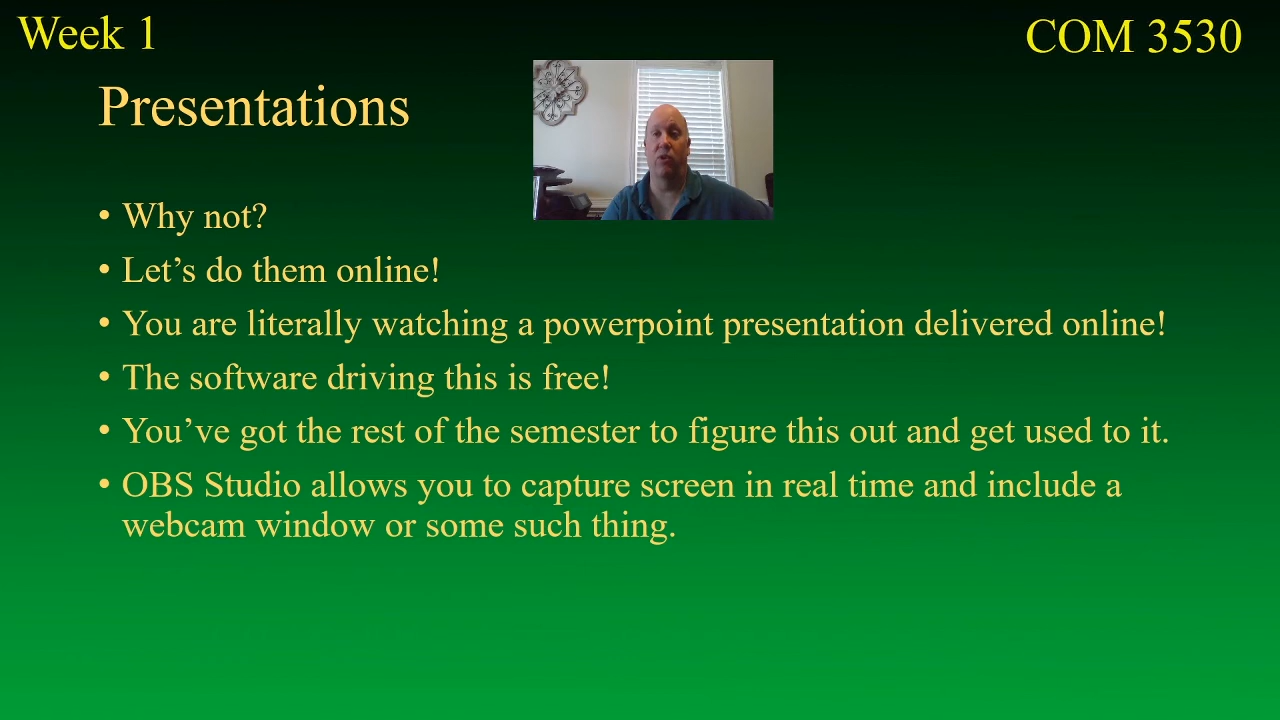 Week 1
COM 3530
Presentations
• Why not?
• Let’s do them online!
• You are literally watching a powerpoint presentation delivered online!
• The software driving this is free!
• You’ve got the rest of the semester to figure this out and get used to it.
• OBS Studio allows you to capture screen in real time and include a
webcam window or some such thing.